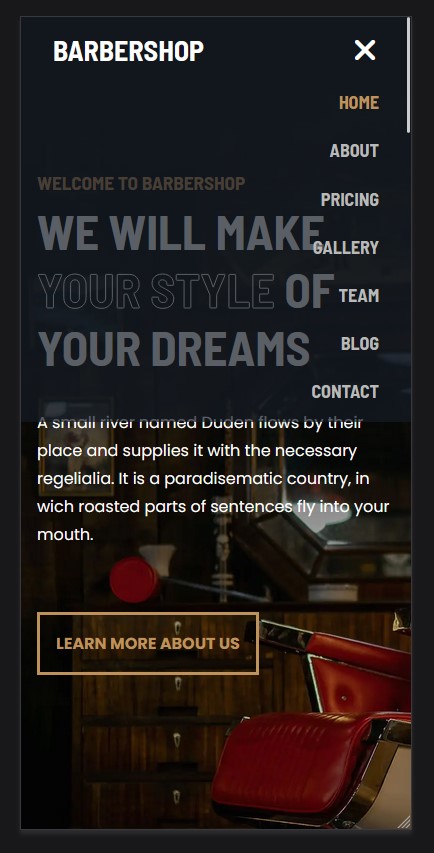 BARBERSHOP
HOME
ABOUT
PRICING
GALLERY
TEAM
BLOG
CONTACT
WELCOME TO BARBERSHOP
WE WILL MAKE
YOUR STYLE OF
YOUR DREAMS
A small river named Duden flows by their
place and supplies it with the necessary
regelialia. It is a paradisematic country, in
wich roasted parts of sentences fly into your
mouth.
LEARN MORE ABOUT US